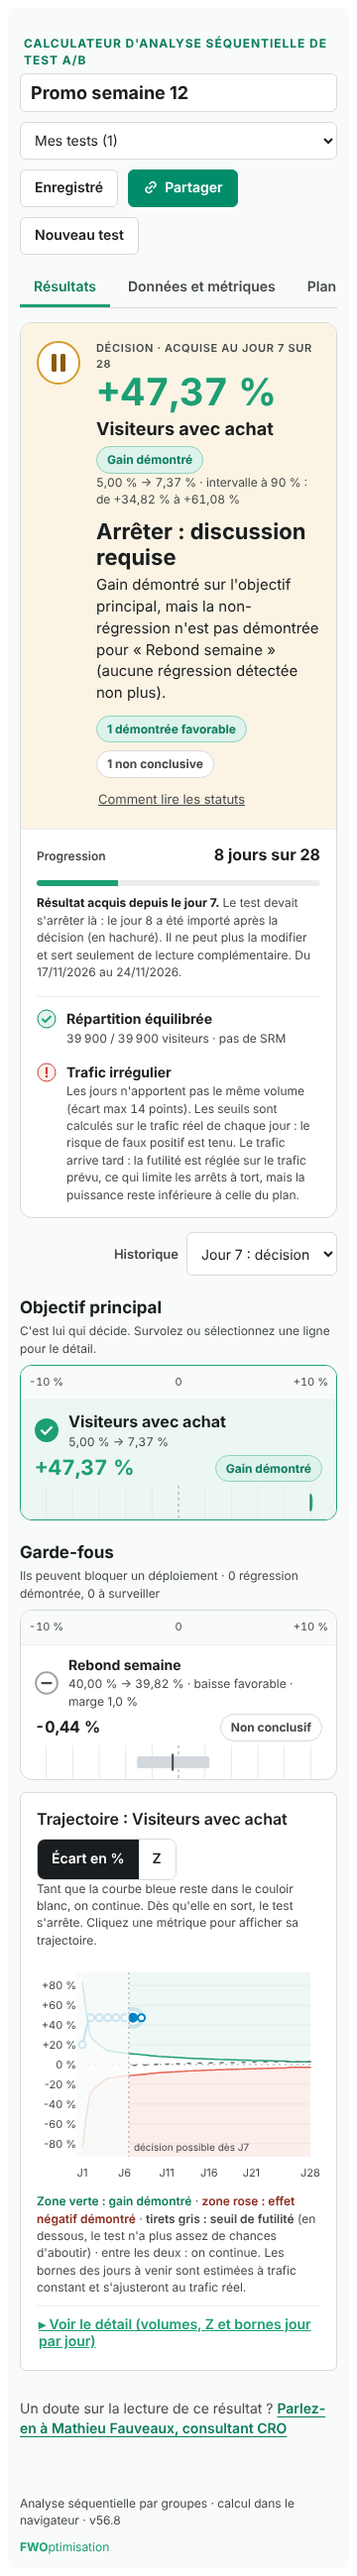 CALCULATEUR D'ANALYSE SÉQUENTIELLE DE
TEST A/B
Promo semaine 12
Mes tests (1)
Enregistré
Partager
Nouveau test
Résultats
Données et métriques
Plan
DÉCISION · ACQUISE AU JOUR 7 SUR
28
+47,37 %
Visiteurs avec achat
Gain démontré
5,00 % → 7,37 % · intervalle à 90 % :
de +34,82 % à +61,08 %
Arrêter : discussion
requise
Gain démontré sur l'objectif
principal, mais la non-
régression n'est pas démontrée
pour « Rebond semaine »
(aucune régression détectée
non plus).
1 démontrée favorable
1 non conclusive
Comment lire les statuts
Progression
8 jours sur 28
Résultat acquis depuis le jour 7. Le test devait
s'arrêter là : le jour 8 a été importé après la
décision (en hachuré). Il ne peut plus la modifier
et sert seulement de lecture complémentaire. Du
17/11/2026 au 24/11/2026.
Répartition équilibrée
39 900 / 39 900 visiteurs · pas de SRM
Trafic irrégulier
Les jours n'apportent pas le même volume
(écart max 14 points). Les seuils sont
calculés sur le trafic réel de chaque jour : le
risque de faux positif est tenu. Le trafic
arrive tard : la futilité est réglée sur le trafic
prévu, ce qui limite les arrêts à tort, mais la
puissance reste inférieure à celle du plan.
Historique
Jour 7 : décision
Objectif principal
C'est lui qui décide. Survolez ou sélectionnez une ligne
pour le détail.
-10 %
0
+10 %
Visiteurs avec achat
5,00 % → 7,37 %
+47,37 %
Gain démontré
Garde-fous
Ils peuvent bloquer un déploiement · 0 régression
démontrée, 0 à surveiller
-10 %
0
+10 %
Rebond semaine
40,00 % → 39,82 % · baisse favorable ·
marge 1,0 %
-0,44 %
Non conclusif
Trajectoire : Visiteurs avec achat
Écart en %
Z
Tant que la courbe bleue reste dans le couloir
blanc, on continue. Dès qu'elle en sort, le test
s'arrête. Cliquez une métrique pour afficher sa
trajectoire.
+80 %
+60 %
+40 %
+20 %
0 %
-20 %
-40 %
-60 %
-80 %
décision possible dès J7
J1
J6
J11
J16
J21
J28
Zone verte : gain démontré · zone rose : effet
négatif démontré · tirets gris : seuil de futilité (en
dessous, le test n'a plus assez de chances
d'aboutir) · entre les deux : on continue. Les
bornes des jours à venir sont estimées à trafic
constant et s'ajusteront au trafic réel.
▸ Voir le détail (volumes, Z et bornes jour
par jour)
Un doute sur la lecture de ce résultat ? Parlez-
en à Mathieu Fauveaux, consultant CRO
Analyse séquentielle par groupes · calcul dans le
navigateur · v56.8
FWOptimisation